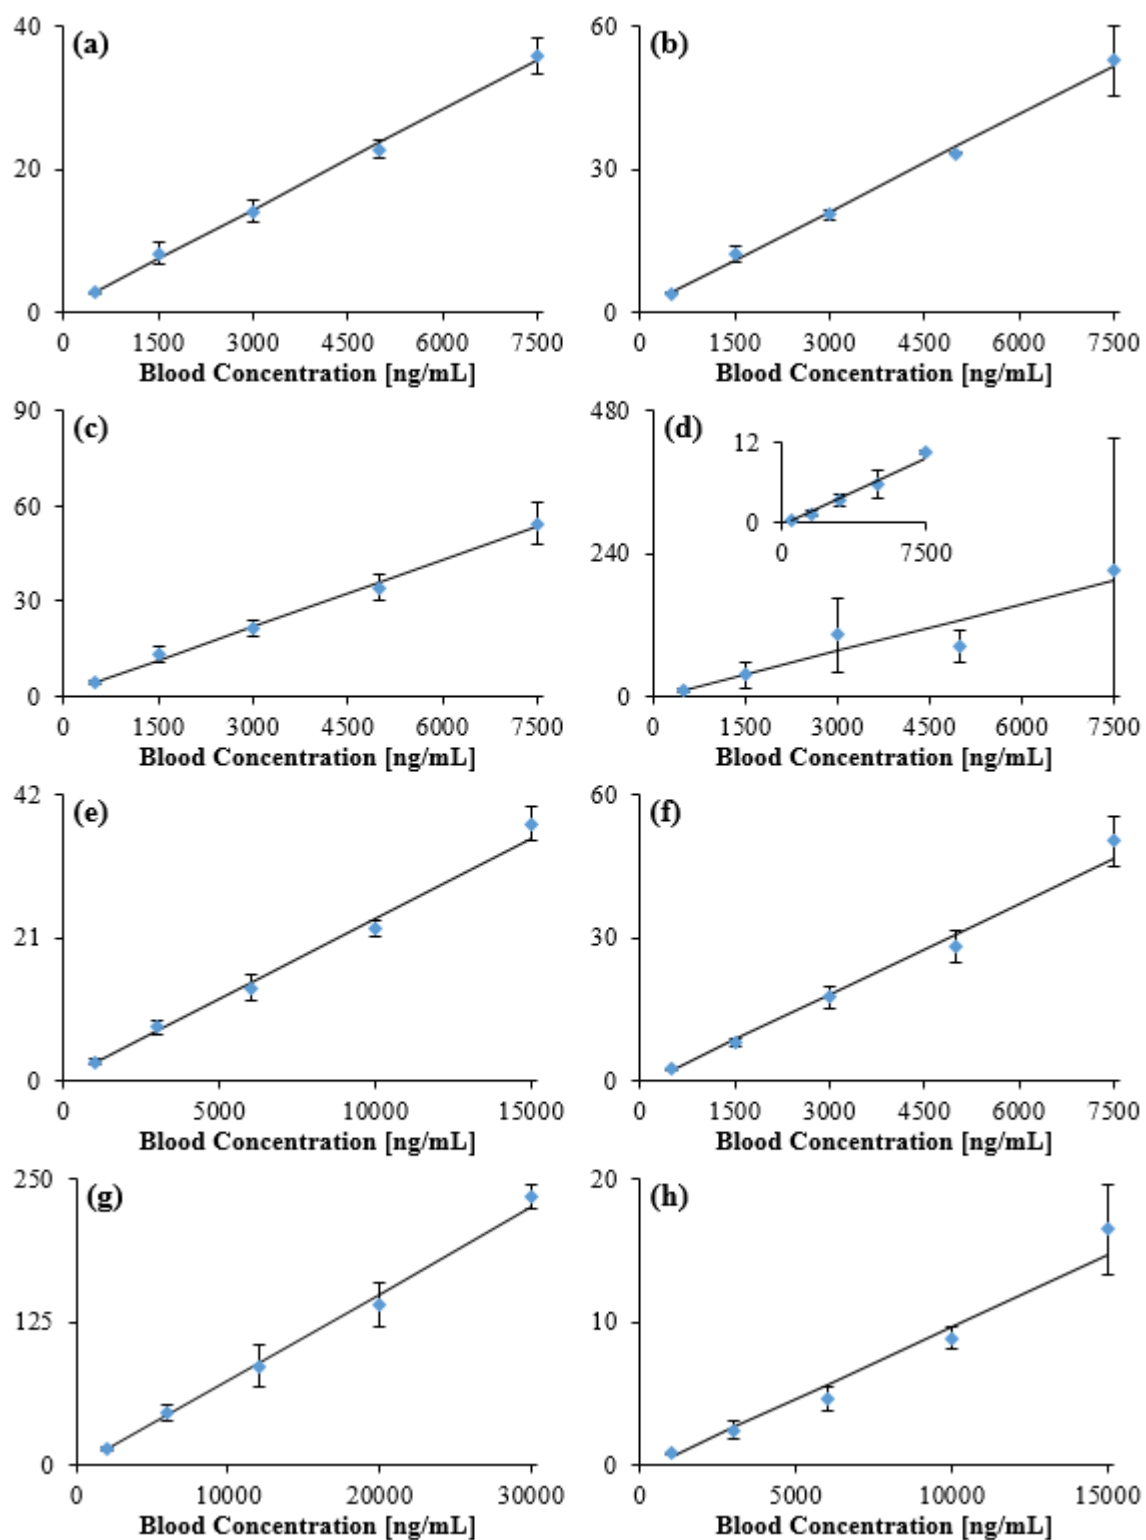 40 (a)
20
0
0 1500 3000 4500 6000 7500
Blood Concentration [ng/mL]
60 (b)
30
0
0 1500 3000 4500 6000 7500
Blood Concentration [ng/mL]
90 (c)
60
30
0
0 1500 3000 4500 6000 7500
Blood Concentration [ng/mL]
480 (d)
12
0
0 7500
240
0
0 1500 3000 4500 6000 7500
Blood Concentration [ng/mL]
42 (e)
21
0
0 5000 10000 15000
Blood Concentration [ng/mL]
60 (f)
30
0
0 1500 3000 4500 6000 7500
Blood Concentration [ng/mL]
250 (g)
125
0
0 10000 20000 30000
Blood Concentration [ng/mL]
20 (h)
10
0
0 5000 10000 15000
Blood Concentration [ng/mL]